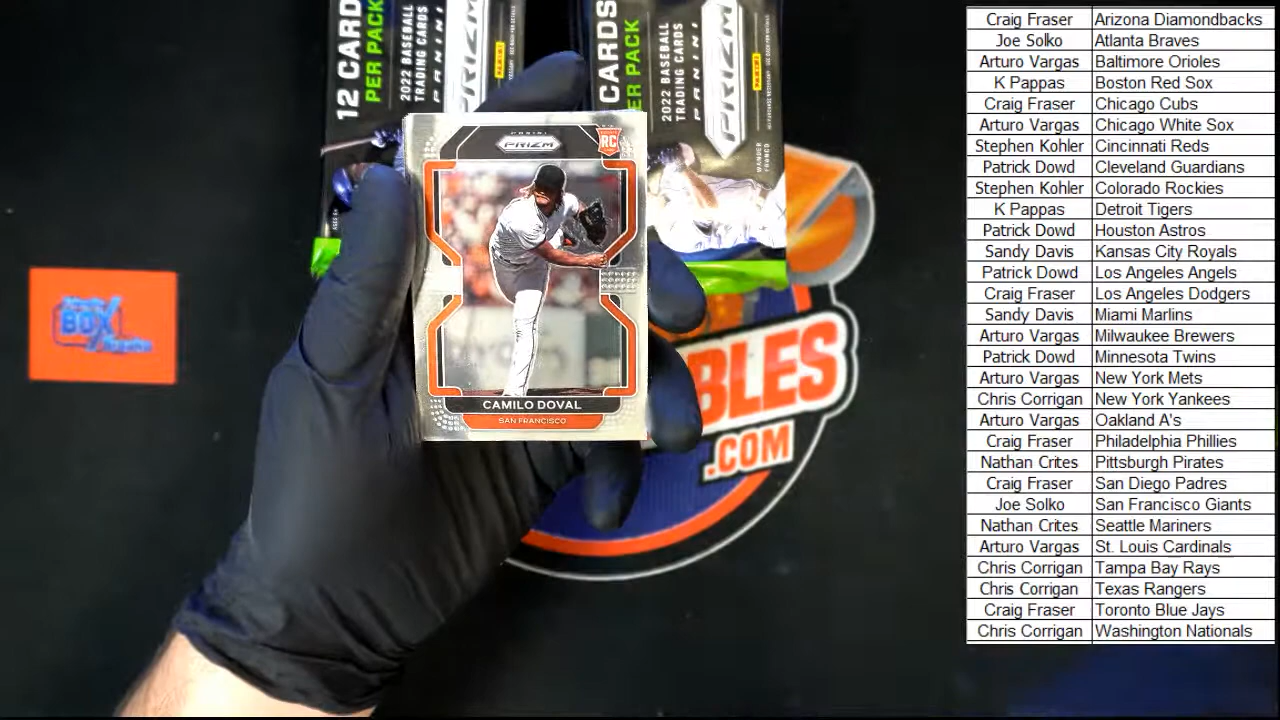 12 CARDS
PER PACK
2022 BASEBALL
TRADING CARDS
PANINI
PRIZM
CARDS
PER PACK
2022 BASEBALL
TRADING CARDS
PANINI
PRIZM
WANDER
FRANCO
PANINI
PRIZM
RC
CAMILO DOVAL
SAN FRANCISCO
BOX
BLES
.COM
Craig Fraser Arizona Diamondbacks
Joe Solko Atlanta Braves
Arturo Vargas Baltimore Orioles
K Pappas Boston Red Sox
Craig Fraser Chicago Cubs
Arturo Vargas Chicago White Sox
Stephen Kohler Cincinnati Reds
Patrick Dowd Cleveland Guardians
Stephen Kohler Colorado Rockies
K Pappas Detroit Tigers
Patrick Dowd Houston Astros
Sandy Davis Kansas City Royals
Patrick Dowd Los Angeles Angels
Craig Fraser Los Angeles Dodgers
Sandy Davis Miami Marlins
Arturo Vargas Milwaukee Brewers
Patrick Dowd Minnesota Twins
Arturo Vargas New York Mets
Chris Corrigan New York Yankees
Arturo Vargas Oakland A's
Craig Fraser Philadelphia Phillies
Nathan Crites Pittsburgh Pirates
Craig Fraser San Diego Padres
Joe Solko San Francisco Giants
Nathan Crites Seattle Mariners
Arturo Vargas St. Louis Cardinals
Chris Corrigan Tampa Bay Rays
Chris Corrigan Texas Rangers
Craig Fraser Toronto Blue Jays
Chris Corrigan Washington Nationals